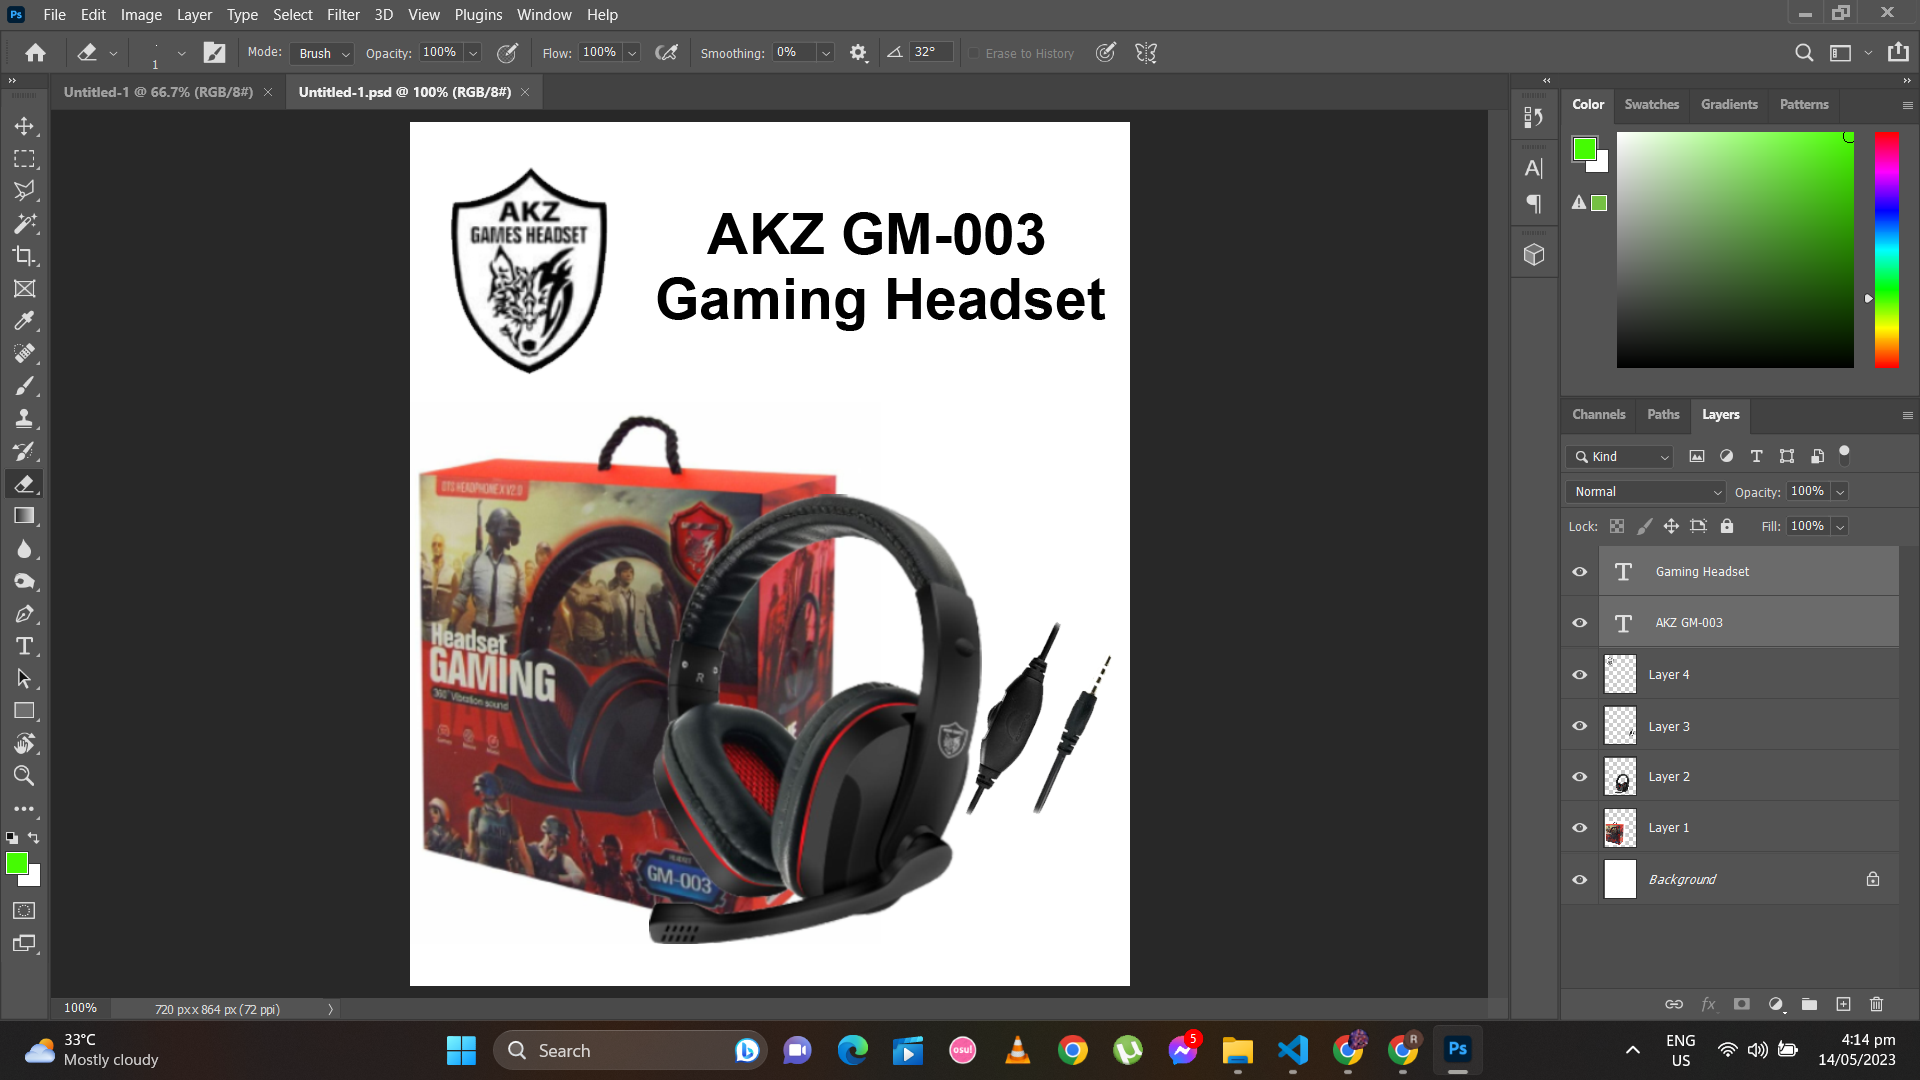 Ps File Edit Image Layer Type Select Filter 3D View Plugins Window Help
1 Mode: Brush Opacity: 100% Flow: 100% Smoothing: 0% 32° Erase to History
Untitled-1 @ 66.7% (RGB/8#) Untitled-1.psd @ 100% (RGB/8#)
Color Swatches Gradients Patterns
AKZ
GAMES HEADSET
AKZ GM-003
Gaming Headset
DTS HEADPHONE.X V2.0
Headset
GAMING
360° Vibration sound
R
HEADSET
GM-003
Channels Paths Layers
Kind
Normal Opacity: 100%
Lock: Fill: 100%
Gaming Headset
AKZ GM-003
Layer 4
Layer 3
Layer 2
Layer 1
Background
fx
100% 720 px x 864 px (72 ppi)
33°C
Mostly cloudy
Search
osu!
5
R
Ps
ENG
US
4:14 pm
14/05/2023